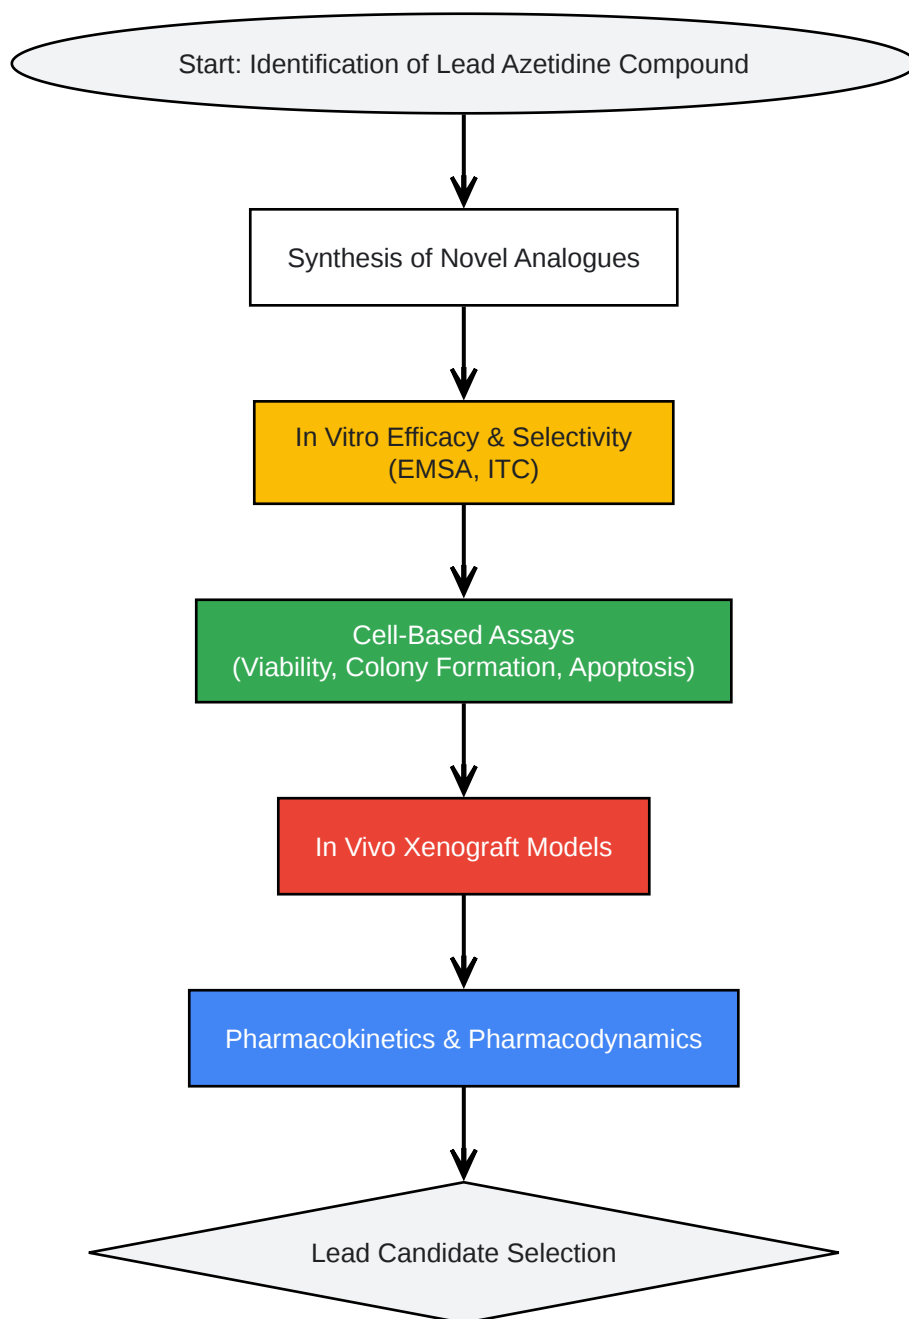 Start: Identification of Lead Azetidine Compound
Synthesis of Novel Analogues
In Vitro Efficacy & Selectivity
(EMSA, ITC)
Cell-Based Assays
(Viability, Colony Formation, Apoptosis)
In Vivo Xenograft Models
Pharmacokinetics & Pharmacodynamics
Lead Candidate Selection